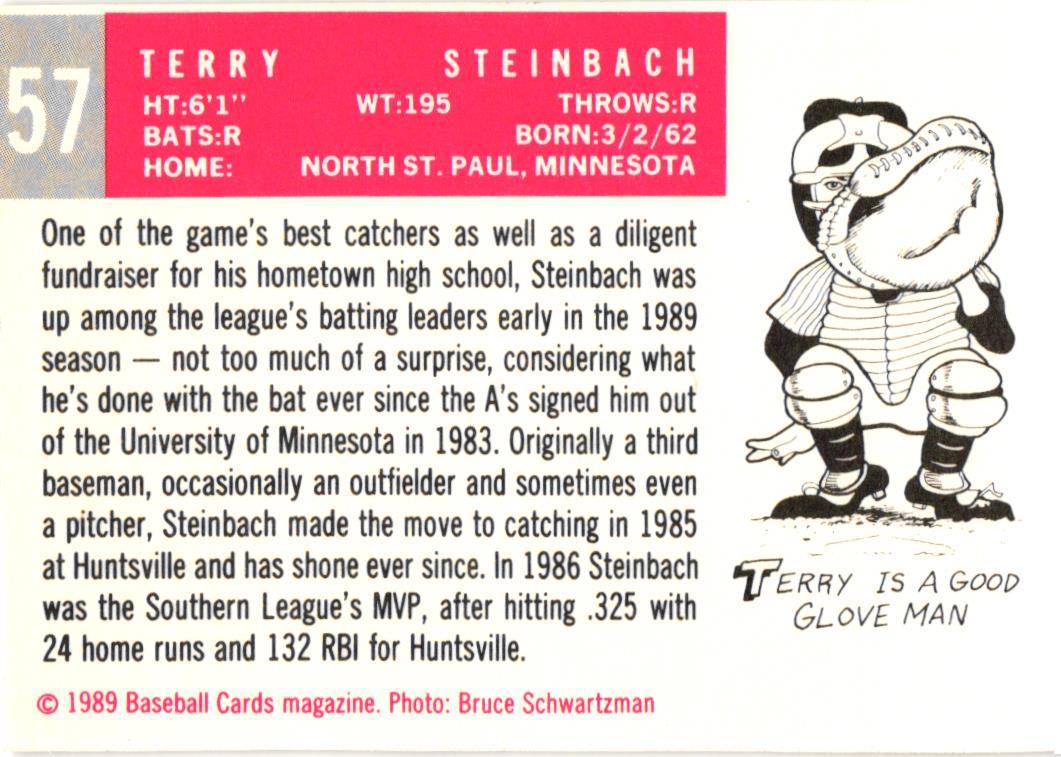 57
TERRY STEINBACH
HT:6'1" WT:195 THROWS:R
BATS:R BORN:3/2/62
HOME: NORTH ST. PAUL, MINNESOTA
One of the game's best catchers as well as a diligent
fundraiser for his hometown high school, Steinbach was
up among the league's batting leaders early in the 1989
season — not too much of a surprise, considering what
he's done with the bat ever since the A's signed him out
of the University of Minnesota in 1983. Originally a third
baseman, occasionally an outfielder and sometimes even
a pitcher, Steinbach made the move to catching in 1985
at Huntsville and has shone ever since. In 1986 Steinbach
was the Southern League's MVP, after hitting .325 with
24 home runs and 132 RBI for Huntsville.
© 1989 Baseball Cards magazine. Photo: Bruce Schwartzman
TERRY IS A GOOD
GLOVE MAN